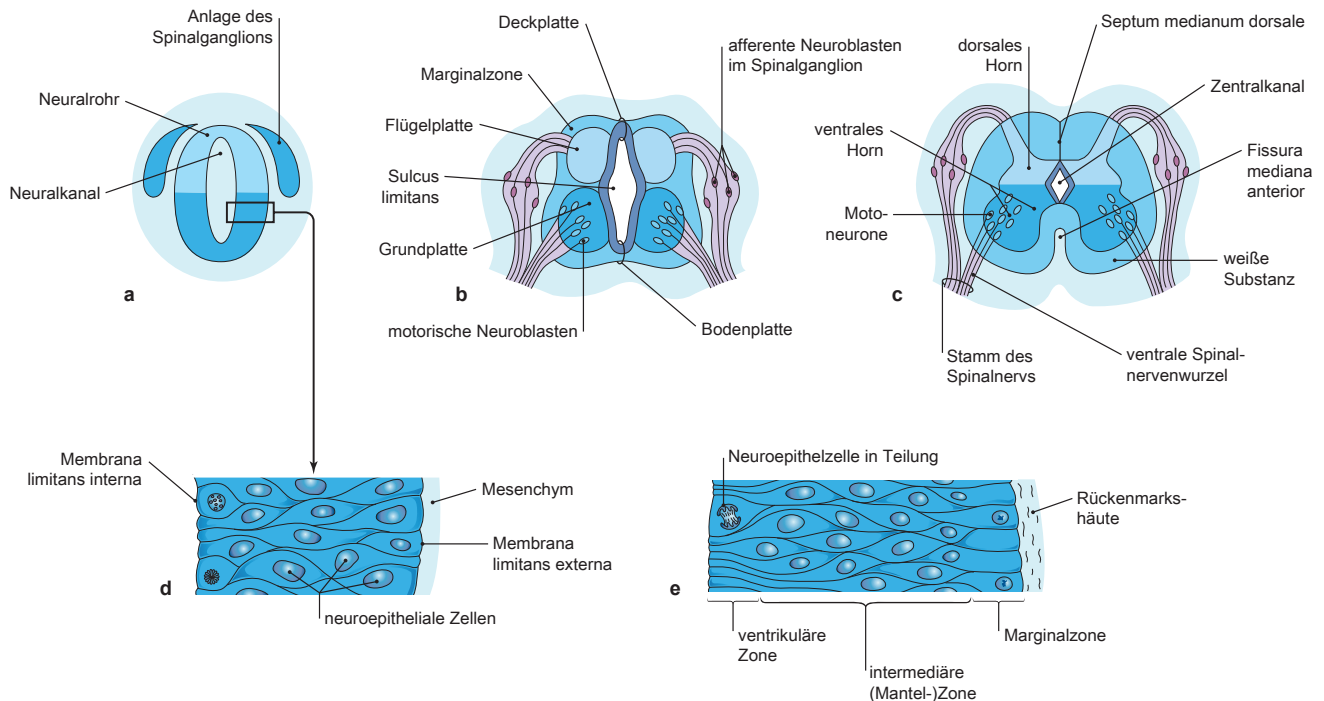 Anlage des
Spinalganglions
Neuralrohr
Neuralkanal
a
Deckplatte
Marginalzone
Flügelplatte
Sulcus
limitans
Grundplatte
motorische Neuroblasten
afferente Neuroblasten
im Spinalganglion
Bodenplatte
b
Septum medianum dorsale
dorsales
Horn
Zentralkanal
ventrales
Horn
Fissura
mediana
anterior
Moto-
neurone
weiße
Substanz
Stamm des
Spinalnervs
ventrale Spinal-
nervenwurzel
c
Membrana
limitans interna
Mesenchym
Membrana
limitans externa
neuroepitheliale Zellen
d
Neuroepithelzelle in Teilung
Rückenmarks-
häute
e
ventrikuläre
Zone
intermediäre
(Mantel-)Zone
Marginalzone